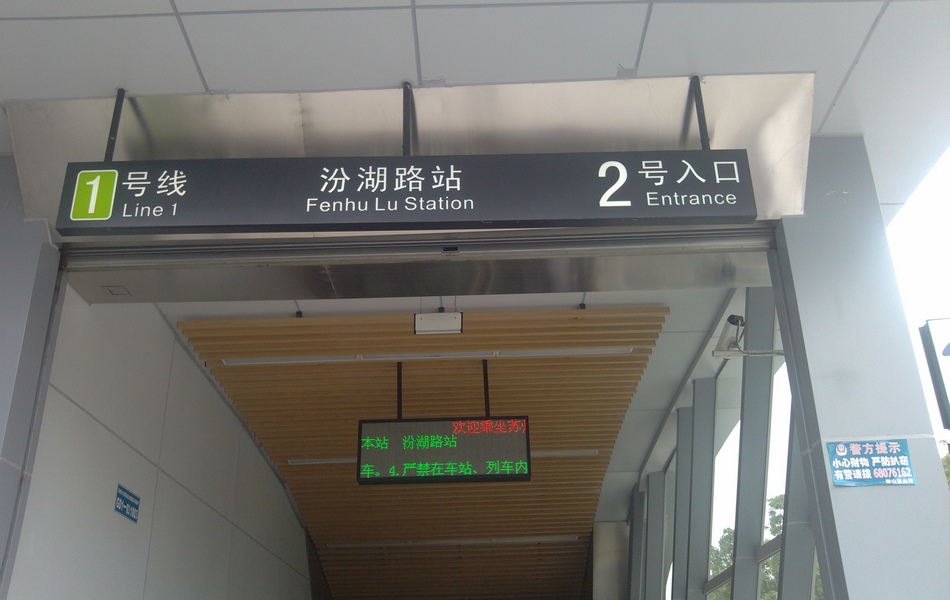 1号线
Line 1
汾湖路站
Fenhu Lu Station
2号入口
Entrance
欢迎乘坐苏
本站 汾湖路站
车。4.严禁在车站、列车内
警方提示
小心财物 严防扒窃
有警请拨 68076162